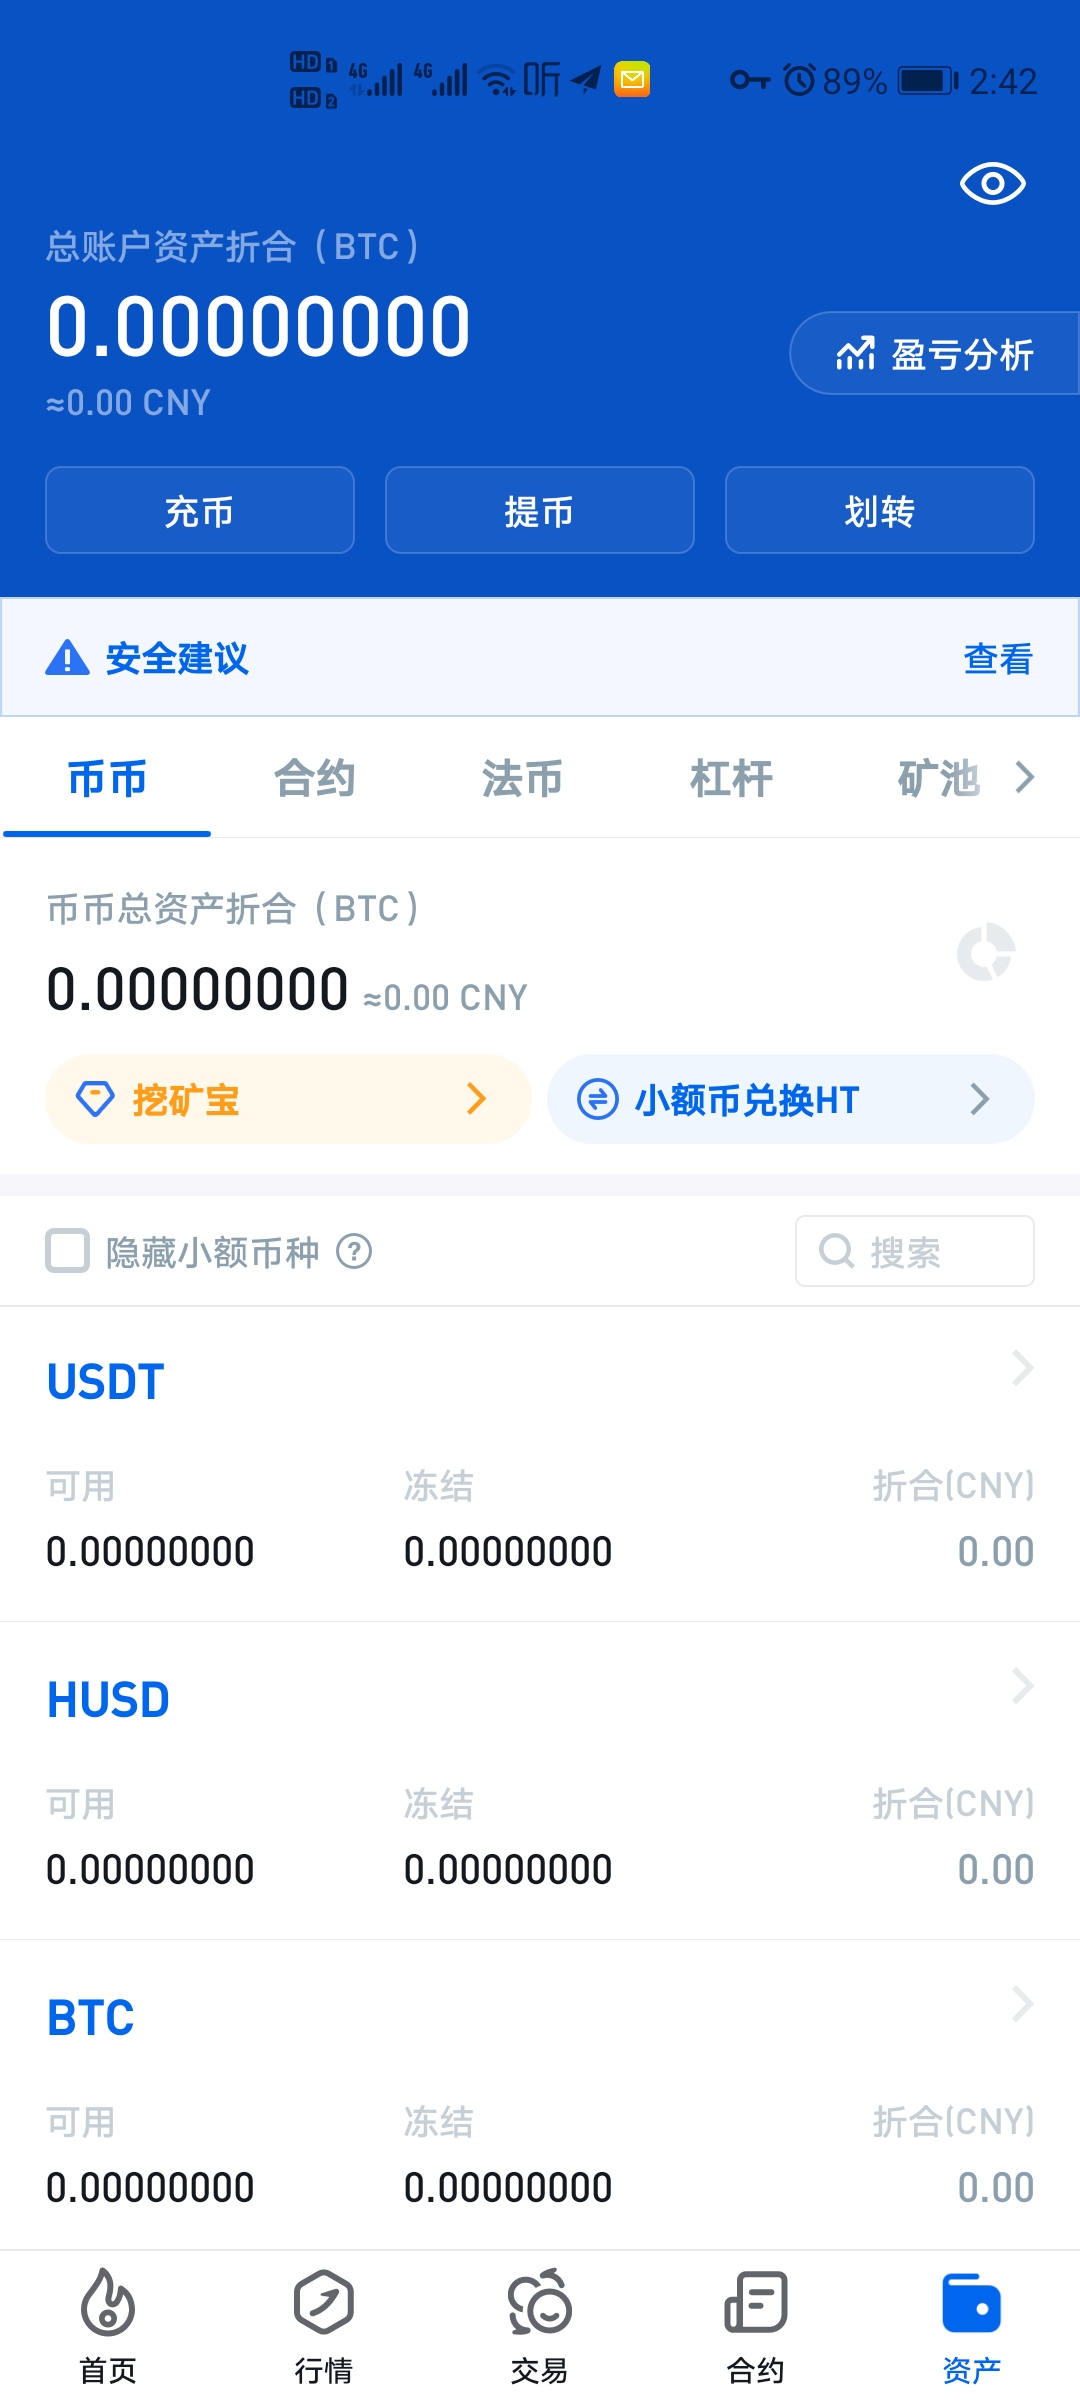 HD 1 4G 4G 听 89% 2:42
HD 2
总账户资产折合（BTC）
0.00000000
盈亏分析
≈0.00 CNY
充币 提币 划转
安全建议 查看
币币 合约 法币 杠杆 矿池
币币总资产折合（BTC）
0.00000000 ≈0.00 CNY
挖矿宝 小额币兑换HT
隐藏小额币种 ? 搜索
USDT
可用 冻结 折合(CNY)
0.00000000 0.00000000 0.00
HUSD
可用 冻结 折合(CNY)
0.00000000 0.00000000 0.00
BTC
可用 冻结 折合(CNY)
0.00000000 0.00000000 0.00
首页 行情 交易 合约 资产